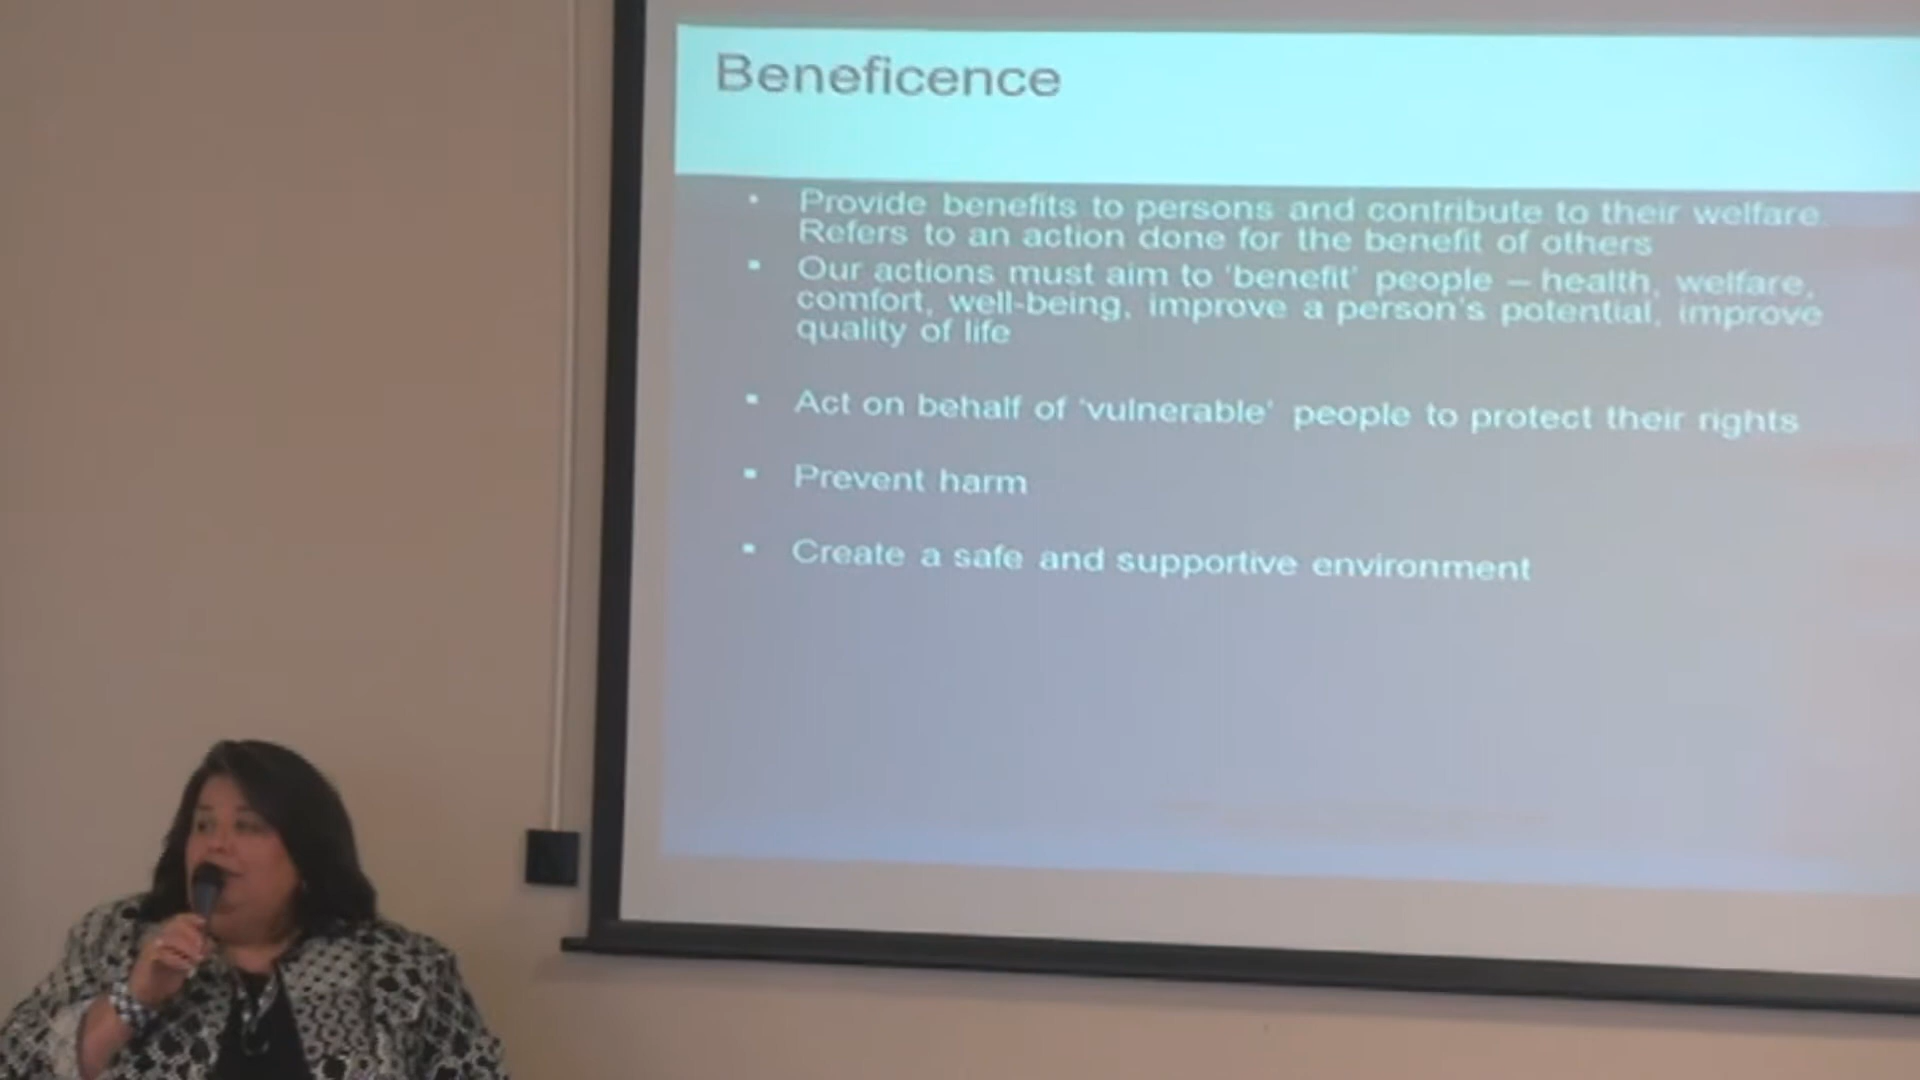 Beneficence
▪ Provide benefits to persons and contribute to their welfare.
Refers to an action done for the benefit of others
▪ Our actions must aim to ‘benefit’ people – health, welfare,
comfort, well-being, improve a person’s potential, improve
quality of life
▪ Act on behalf of ‘vulnerable’ people to protect their rights
▪ Prevent harm
▪ Create a safe and supportive environment